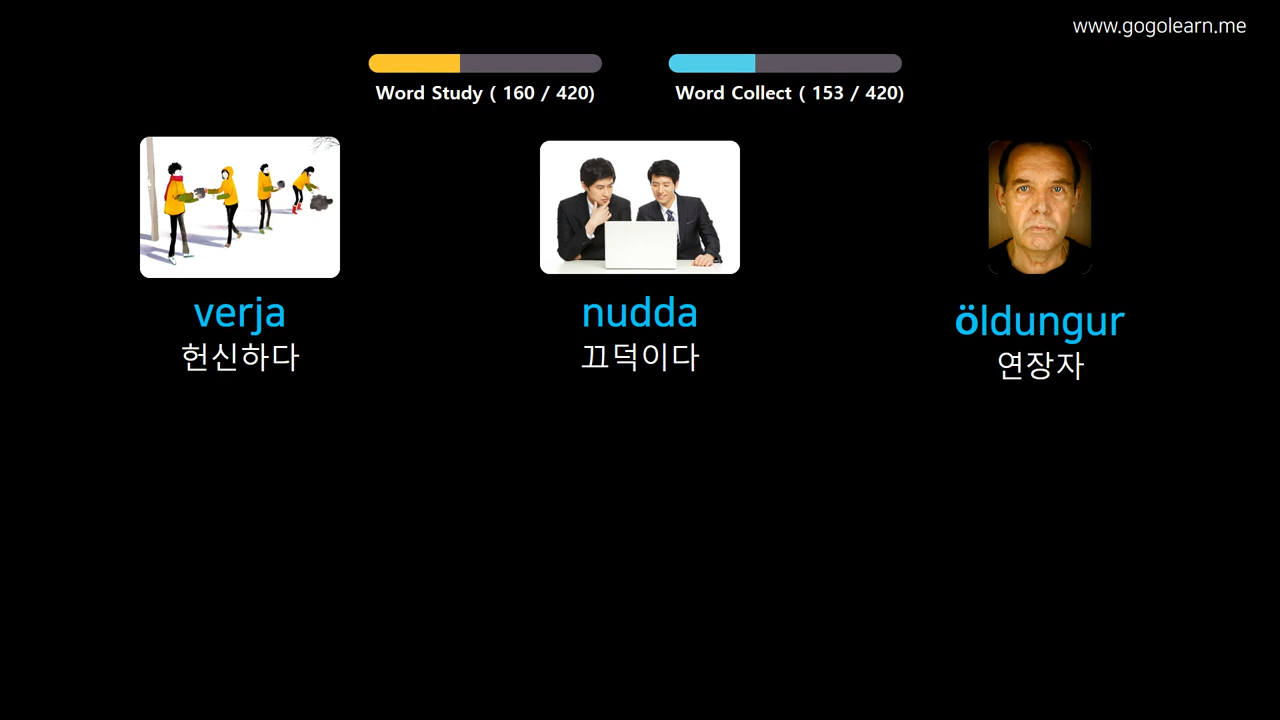 www.gogolearn.me
Word Study ( 160 / 420)
Word Collect ( 153 / 420)
verja
헌신하다
nudda
끄덕이다
öldungur
연장자